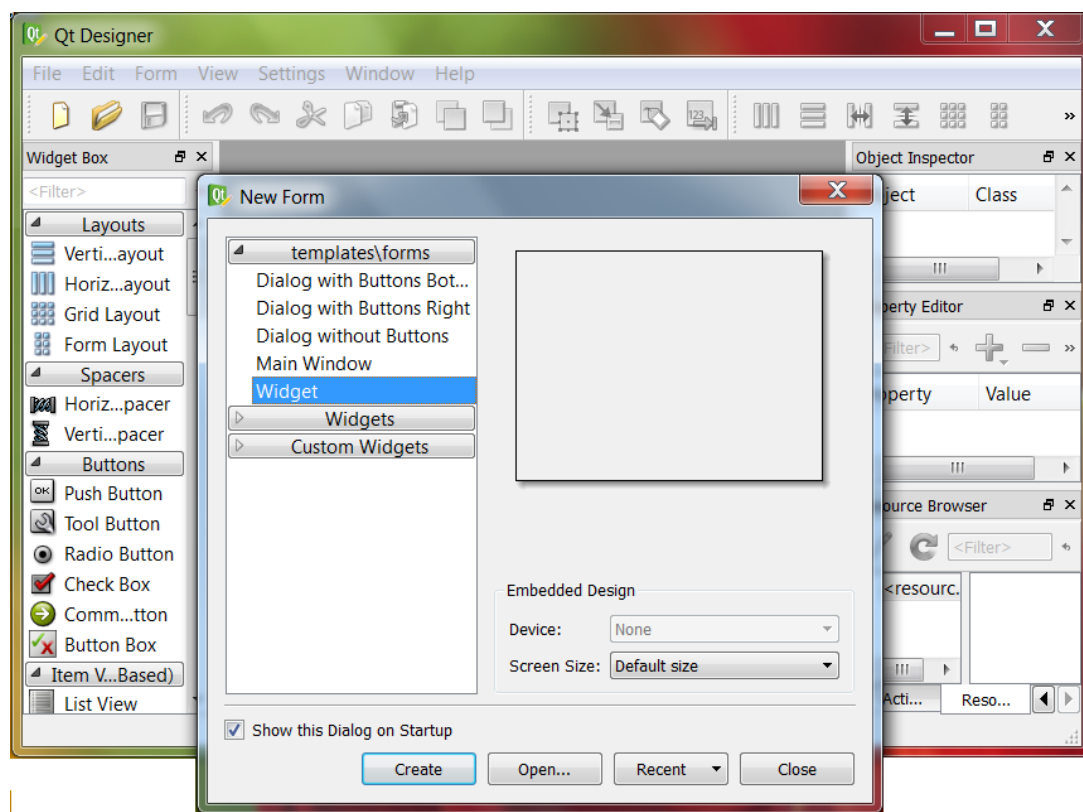 Qt Designer
File Edit Form View Settings Window Help
123
»
Widget Box
Object Inspector
<Filter>
Layouts
Verti...ayout
Horiz...ayout
Grid Layout
Form Layout
Spacers
Horiz...pacer
Verti...pacer
Buttons
OK Push Button
Tool Button
Radio Button
Check Box
Comm...tton
Button Box
Item V...Based)
List View
New Form
templates\forms
Dialog with Buttons Bot...
Dialog with Buttons Right
Dialog without Buttons
Main Window
Widget
Widgets
Custom Widgets
Embedded Design
Device: None
Screen Size: Default size
Show this Dialog on Startup
Create Open... Recent Close
ject Class
perty Editor
Filter> »
operty Value
ource Browser
<Filter>
<resourc.
Acti... Reso...